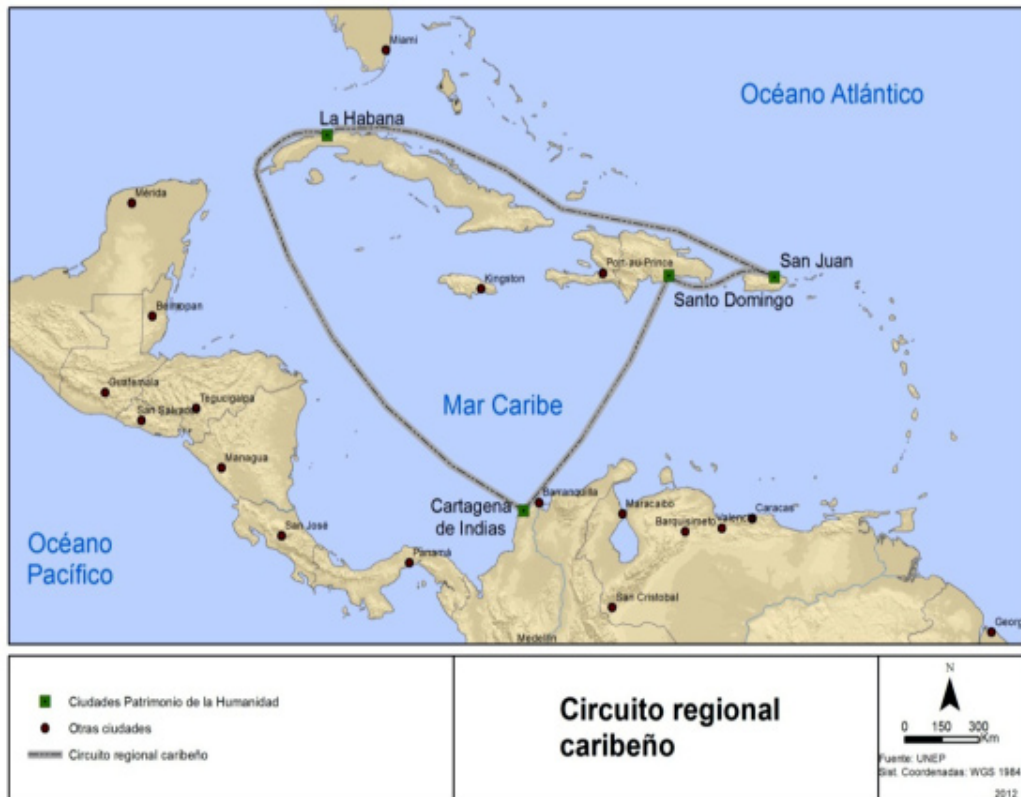 Miami
Océano Atlántico
La Habana
Mérida
San Juan
Port-au-Prince
Kingston
Santo Domingo
Belmopan
Guatemala
Tegucigalpa
San Salvador
Mar Caribe
Managua
Cartagena
de Indias
Barranquilla
Maracaibo
Caracas
Valencia
Barquisimeto
San José
Océano
Pacífico
Panamá
San Cristobal
Medellín
Georg
Ciudades Patrimonio de la Humanidad
Otras ciudades
Circuito regional caribeño
Circuito regional
caribeño
N
0 150 300
Km
Fuente: UNEP
Sist. Coordenadas: WGS 1984
2012